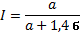 I = a / (a + 1,4 б)